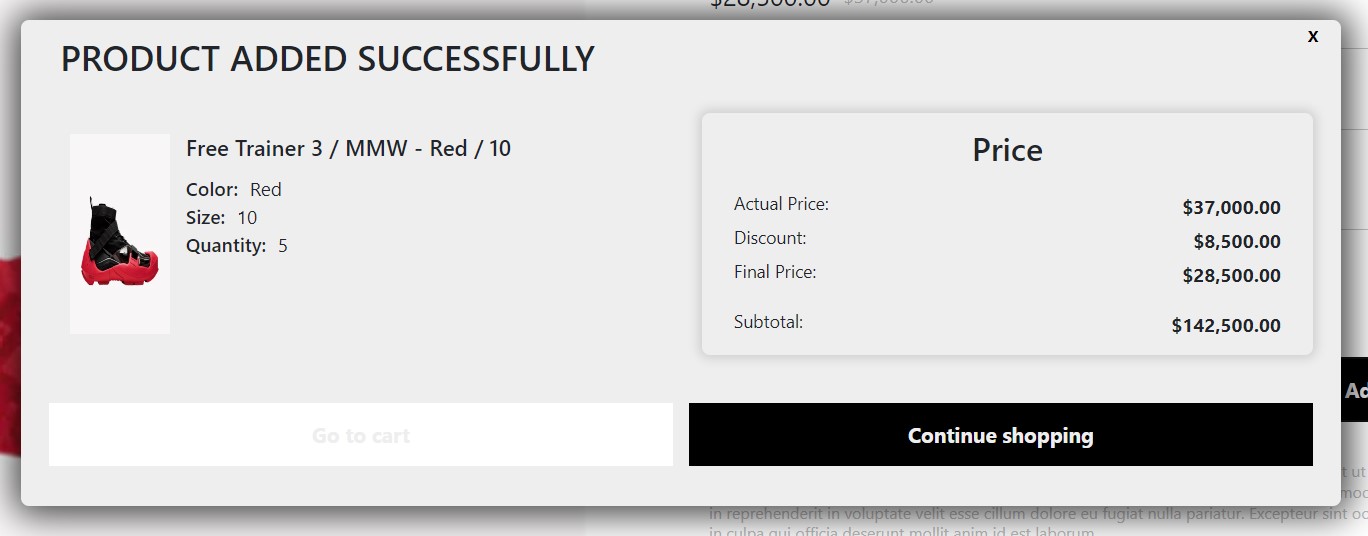 $28,500.00 $37,000.00
X
PRODUCT ADDED SUCCESSFULLY
Free Trainer 3 / MMW - Red / 10
Color: Red
Size: 10
Quantity: 5
Price
Actual Price: $37,000.00
Discount: $8,500.00
Final Price: $28,500.00
Subtotal: $142,500.00
Go to cart
Continue shopping
Ad
t ut
in reprehenderit in voluptate velit esse cillum dolore eu fugiat nulla pariatur. Excepteur sint oc
in culpa qui officia deserunt mollit anim id est laborum.